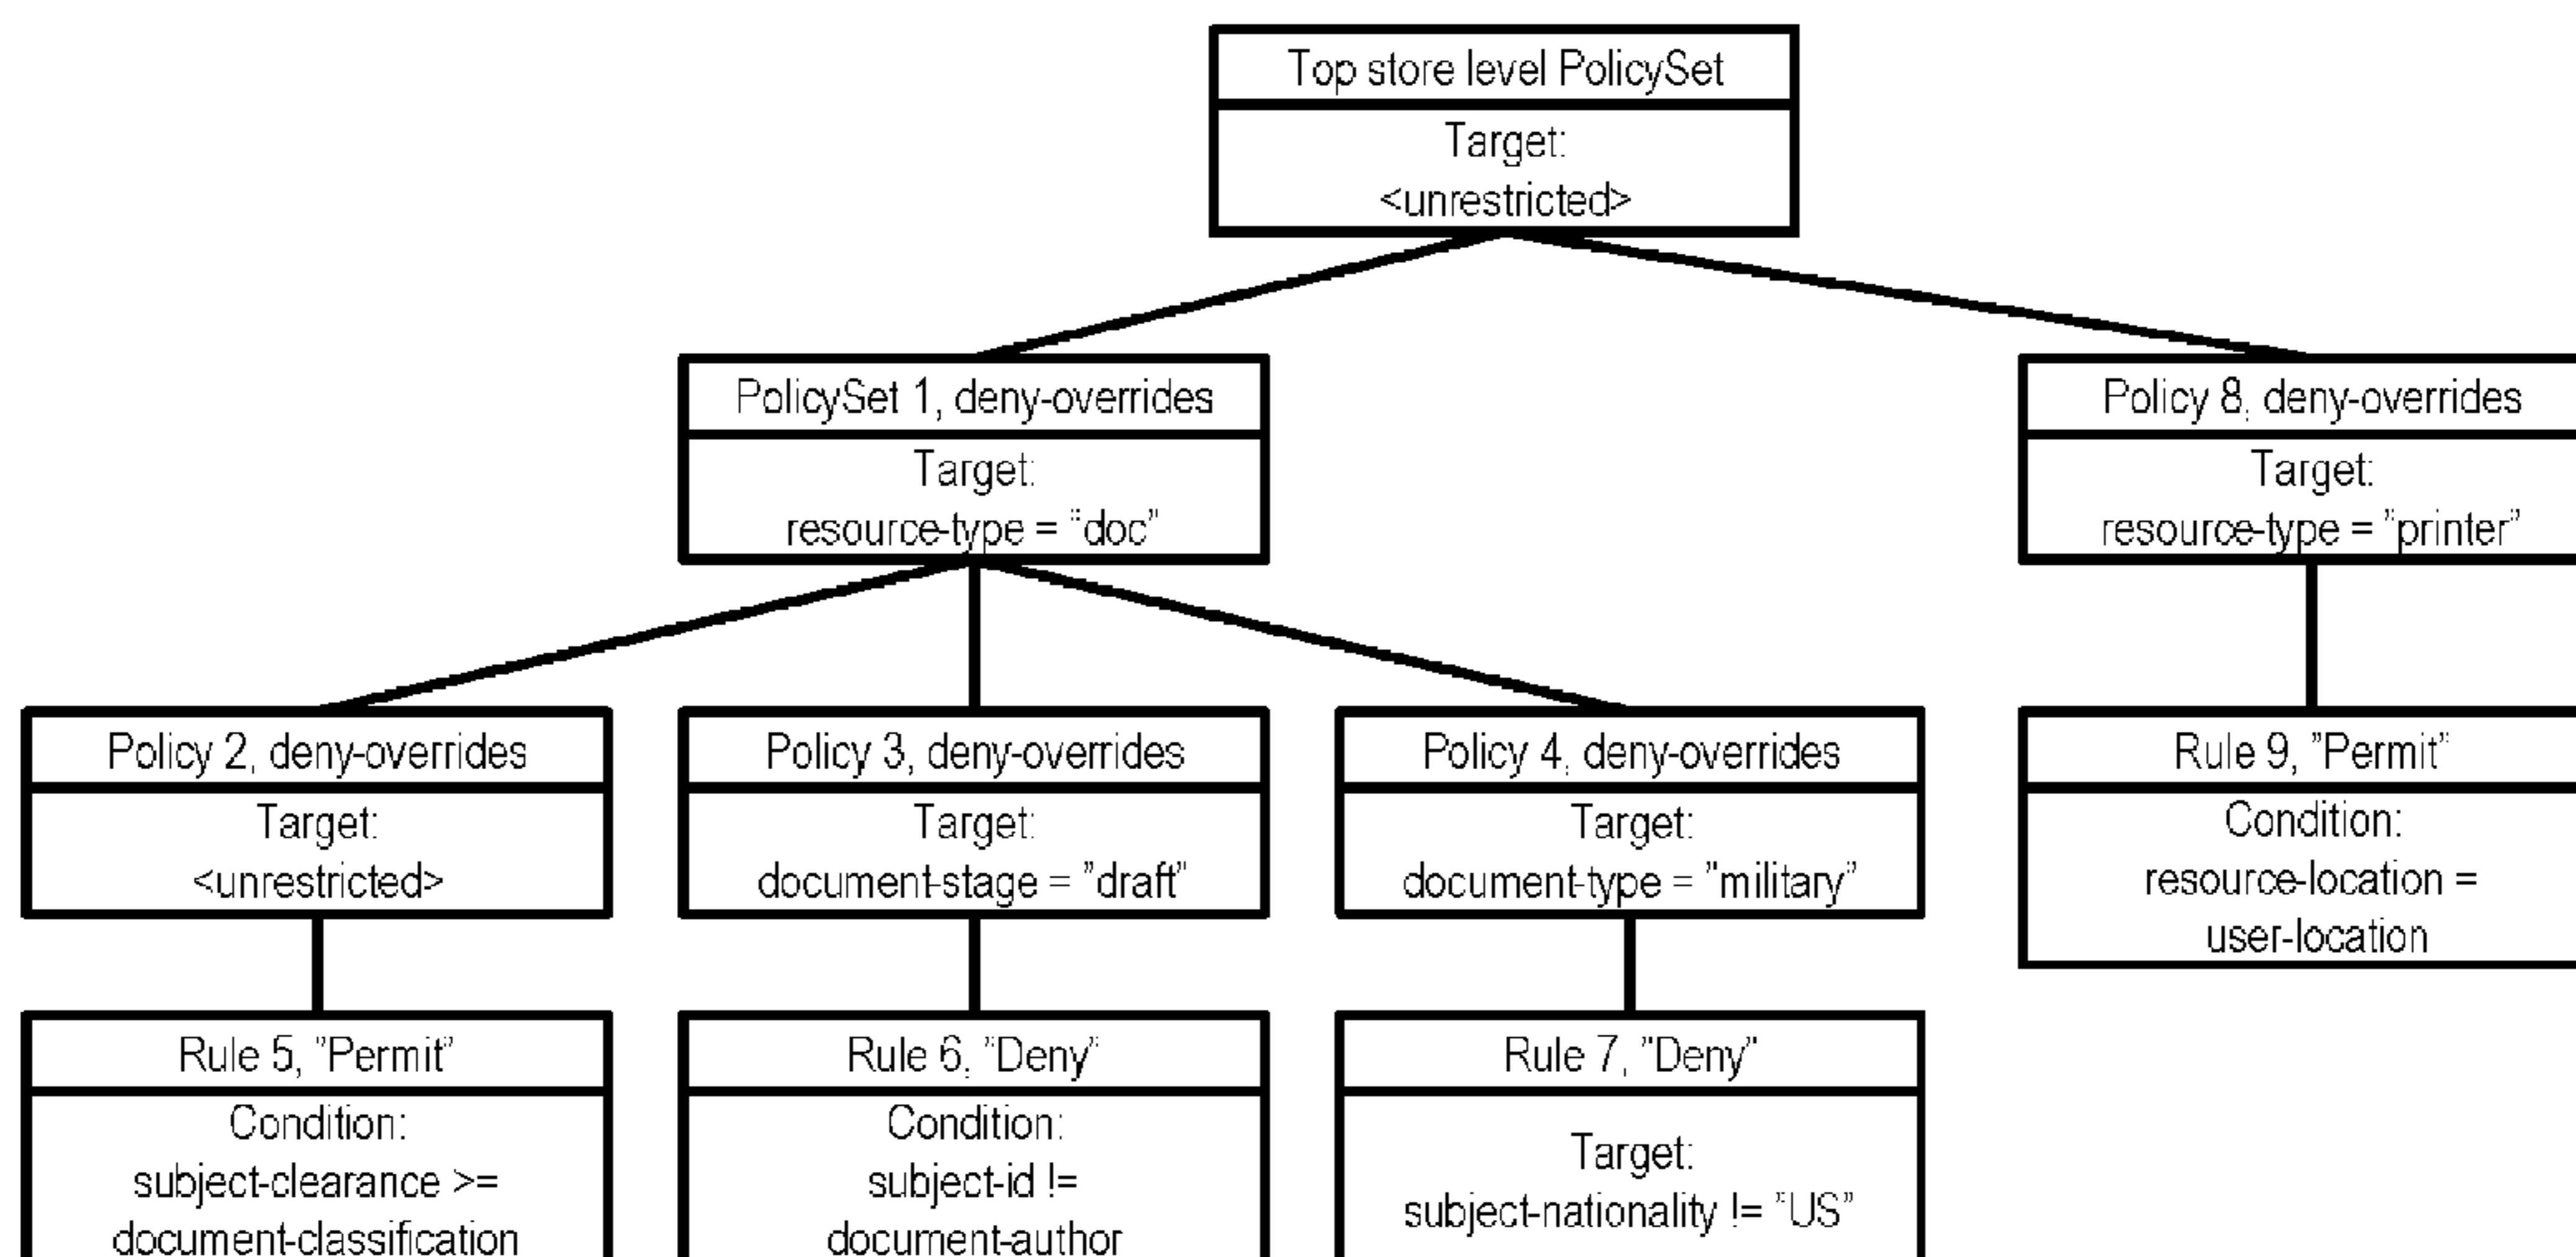 Top store level PolicySet
Target:
<unrestricted>
PolicySet 1, deny-overrides
Target:
resource-type = ”doc”
Policy 8, deny-overrides
Target:
resource-type = ”printer”
Policy 2, deny-overrides
Target:
<unrestricted>
Policy 3, deny-overrides
Target:
document-stage = ”draft”
Policy 4, deny-overrides
Target:
document-type = ”military”
Rule 9, ”Permit”
Condition:
resource-location =
user-location
Rule 5, ”Permit”
Condition:
subject-clearance >=
document-classification
Rule 6, ”Deny”
Condition:
subject-id !=
document-author
Rule 7, ”Deny”
Target:
subject-nationality != ”US”